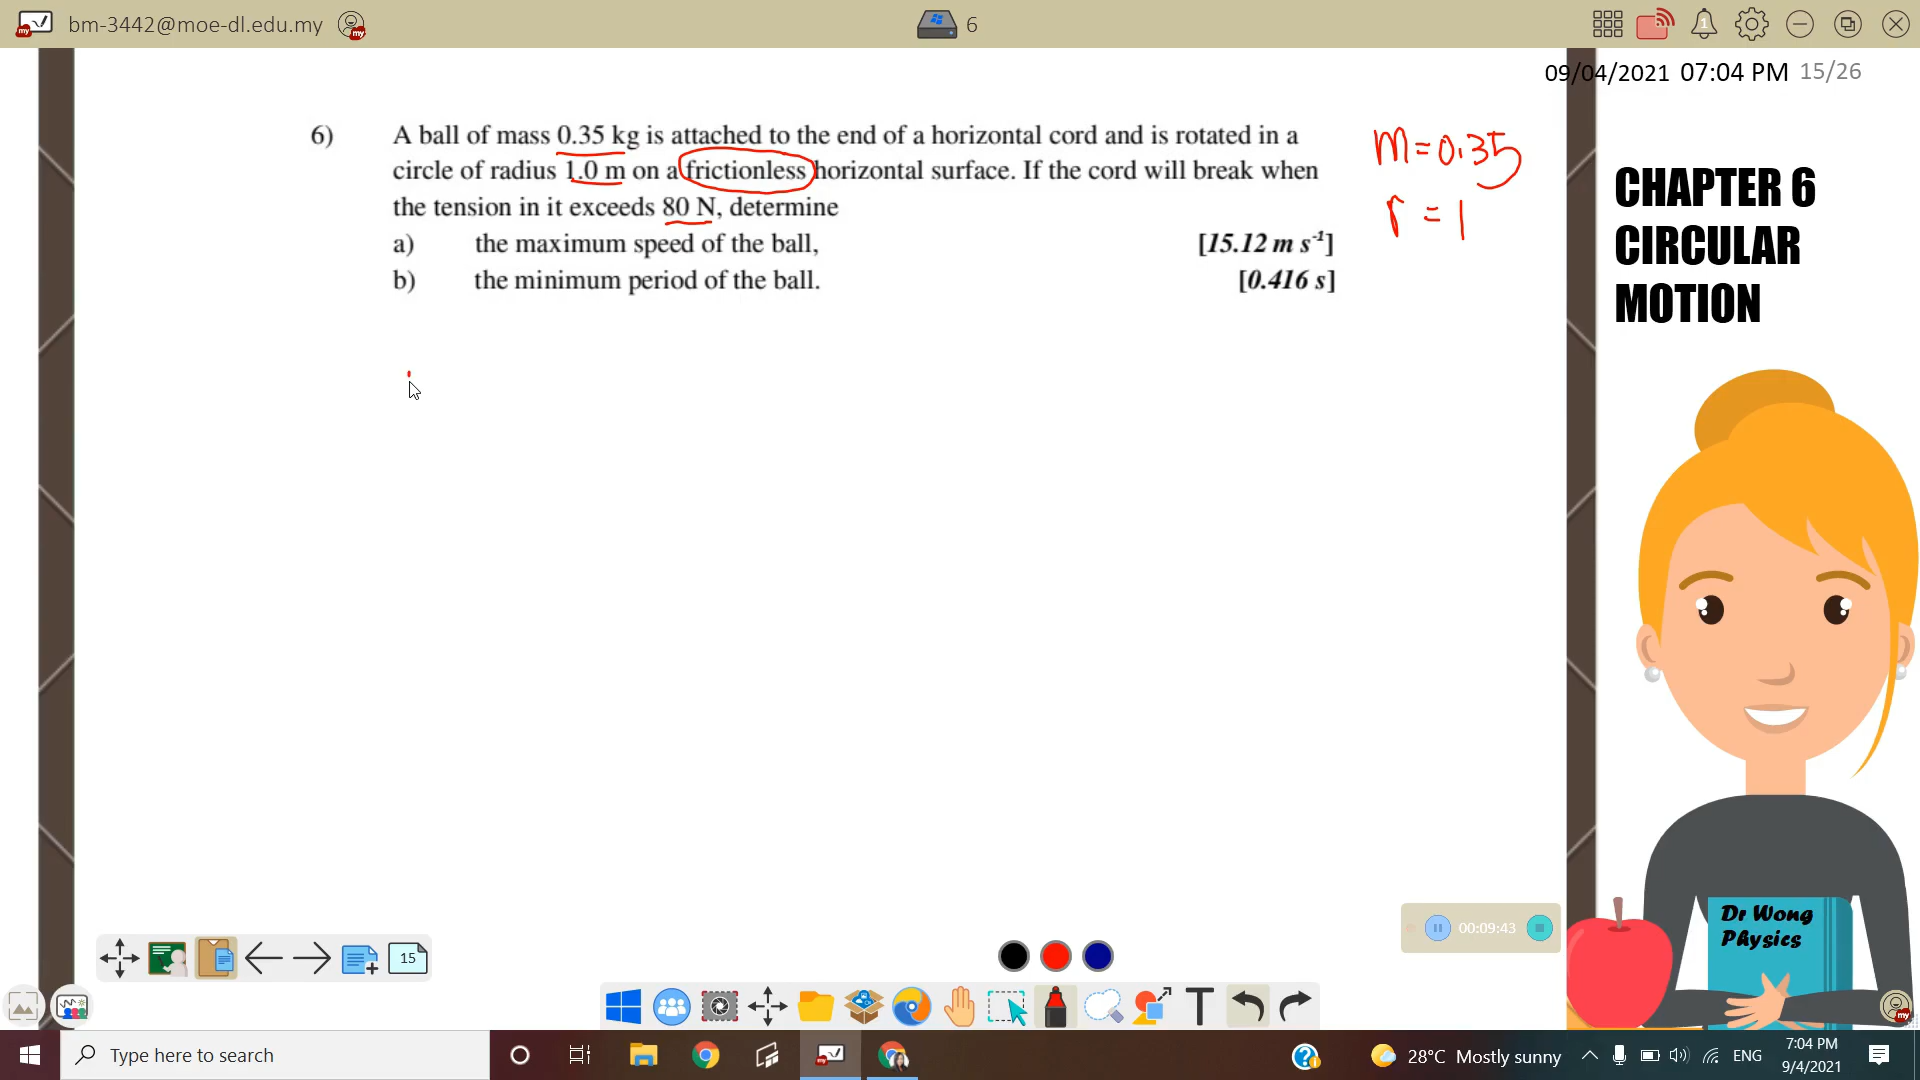 bm-3442@moe-dl.edu.my
6
1
09/04/2021 07:04 PM 15/26
6) A ball of mass 0.35 kg is attached to the end of a horizontal cord and is rotated in a
circle of radius 1.0 m on a frictionless horizontal surface. If the cord will break when
the tension in it exceeds 80 N, determine
a) the maximum speed of the ball, [15.12 m s⁻¹]
b) the minimum period of the ball. [0.416 s]
m = 0.35
r = 1
CHAPTER 6
CIRCULAR
MOTION
Dr Wong
Physics
00:09:43
15
T
Type here to search
28°C Mostly sunny
ENG
7:04 PM
9/4/2021